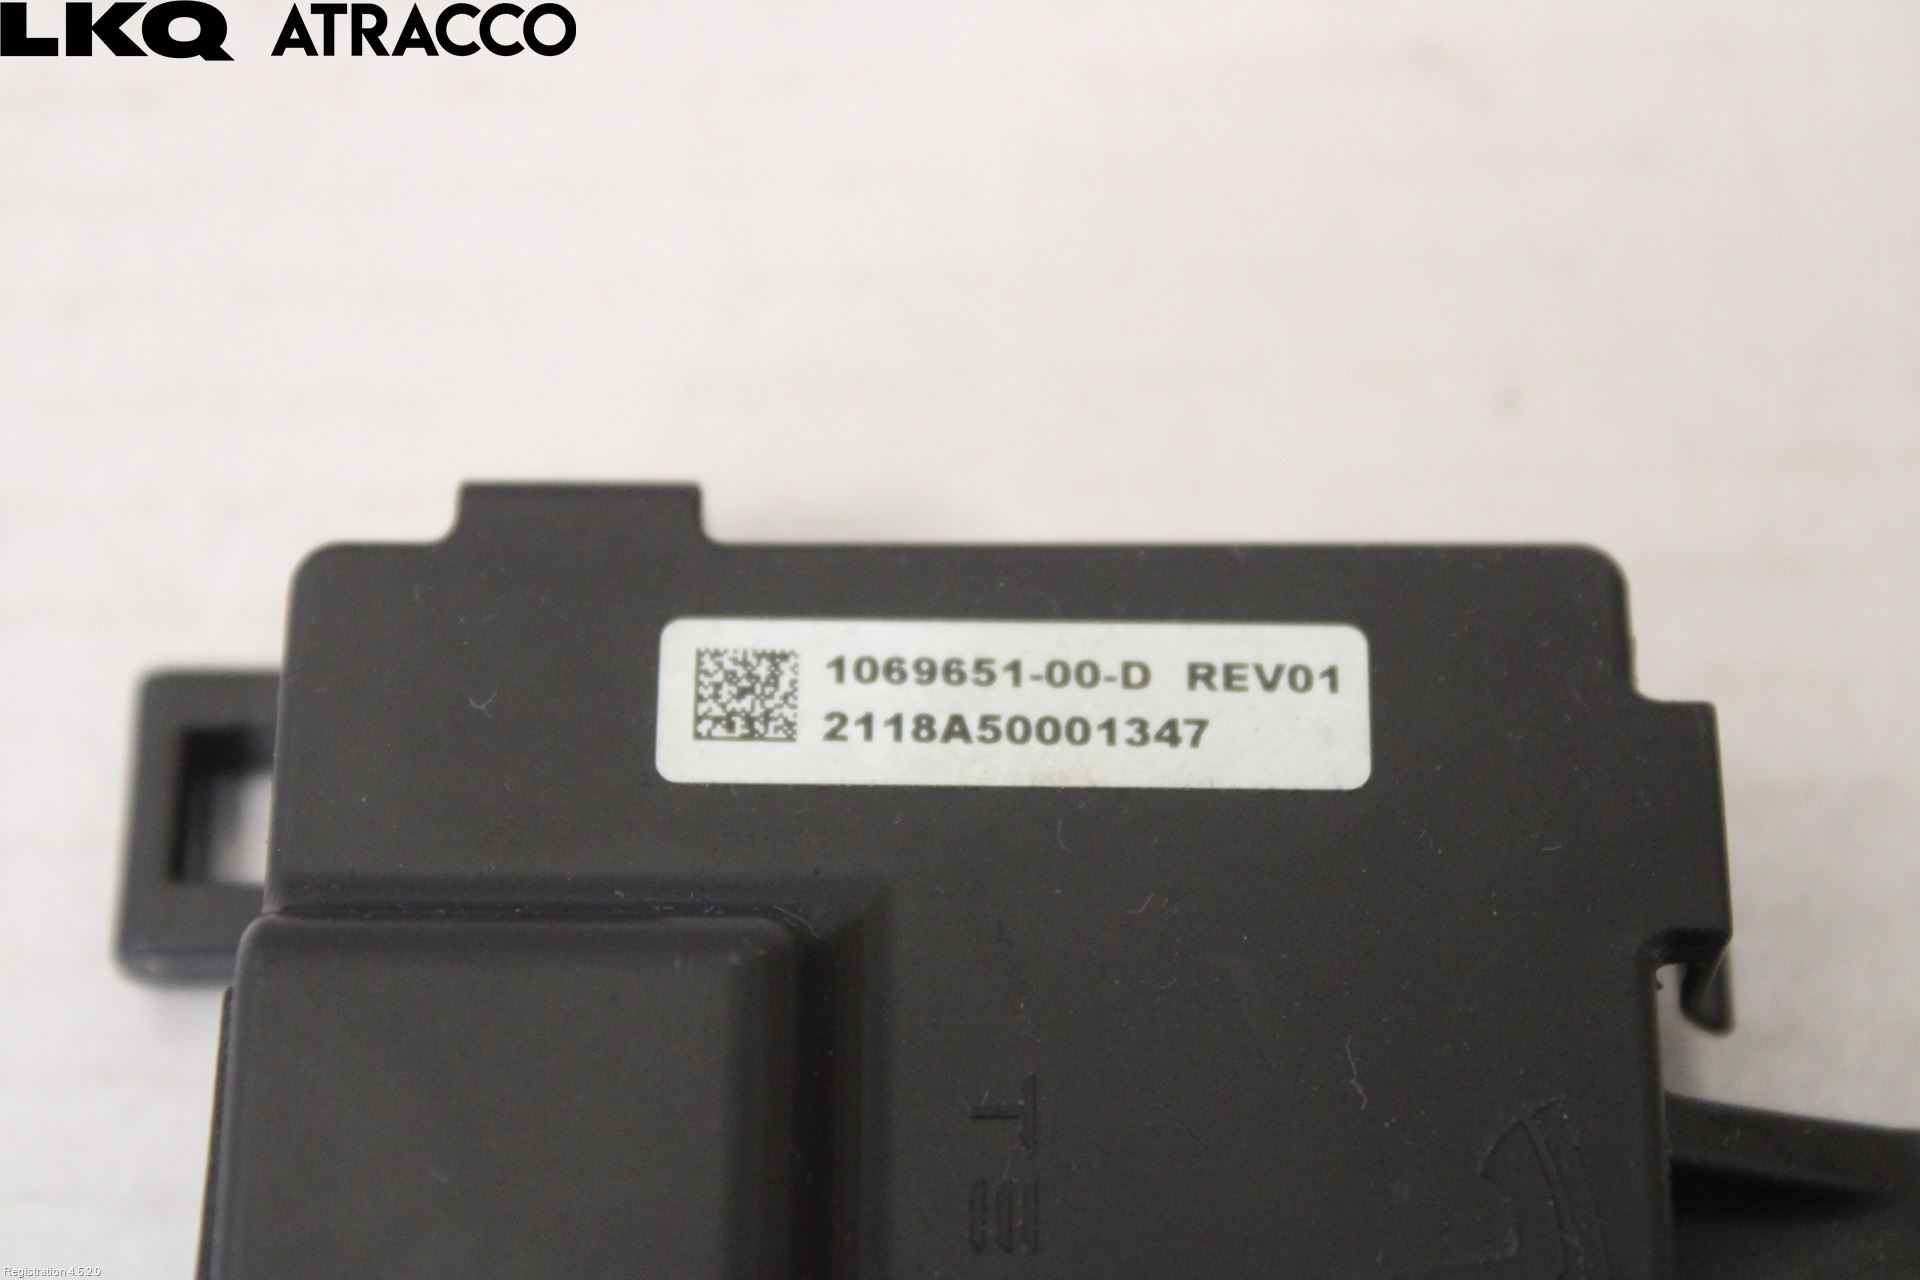 LKQ ATRACCO
1069651-00-D REV01
2118A50001347
Registration 4.5.2.0